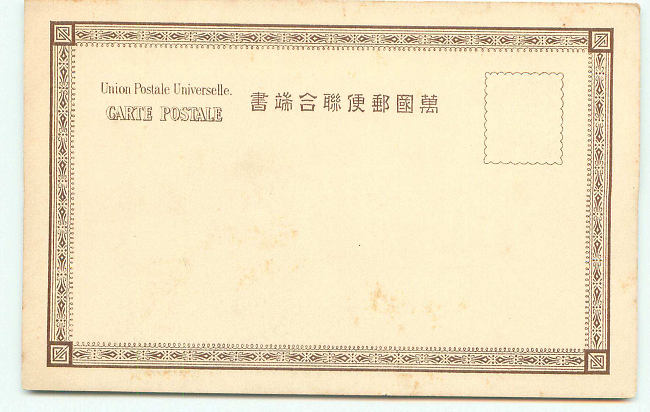 Union Postale Universelle.
CARTE POSTALE
萬國郵便聯合端書